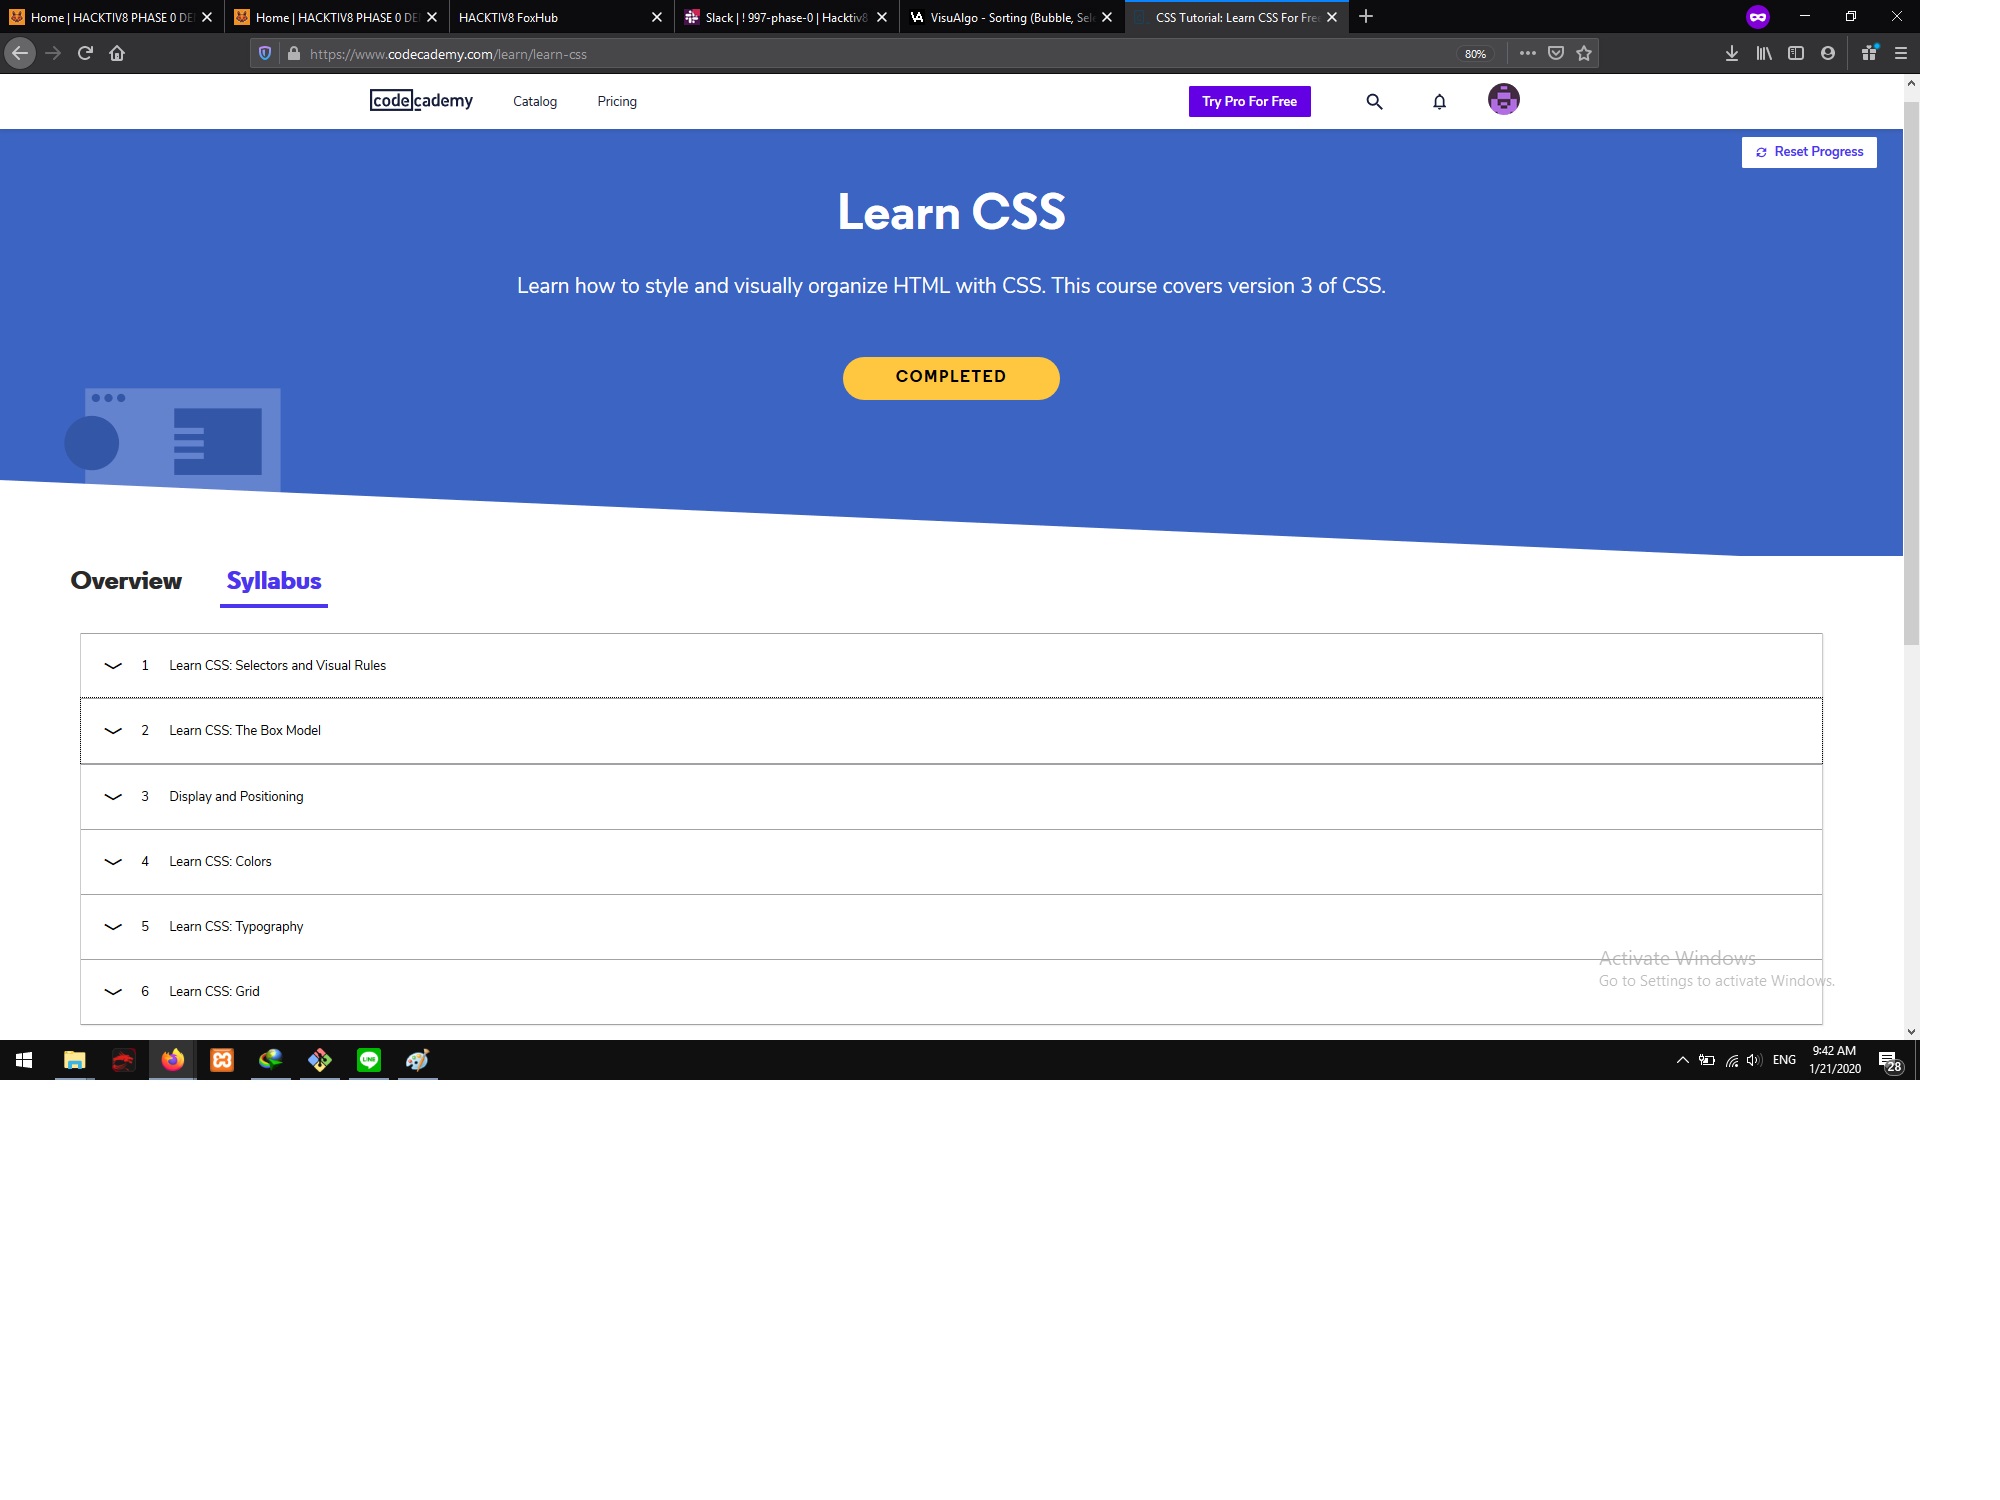 Home | HACKTIV8 PHASE 0 DE
Home | HACKTIV8 PHASE 0 DE
HACKTIV8 FoxHub
Slack | ! 997-phase-0 | Hacktiv8
VisuAlgo - Sorting (Bubble, Sel
CSS Tutorial: Learn CSS For Fre
https://www.codecademy.com/learn/learn-css
80%
codecademy
Catalog
Pricing
Try Pro For Free
Reset Progress
Learn CSS
Learn how to style and visually organize HTML with CSS. This course covers version 3 of CSS.
COMPLETED
Overview
Syllabus
1 Learn CSS: Selectors and Visual Rules
2 Learn CSS: The Box Model
3 Display and Positioning
4 Learn CSS: Colors
5 Learn CSS: Typography
6 Learn CSS: Grid
Activate Windows
Go to Settings to activate Windows.
LINE
ENG
9:42 AM
1/21/2020
28